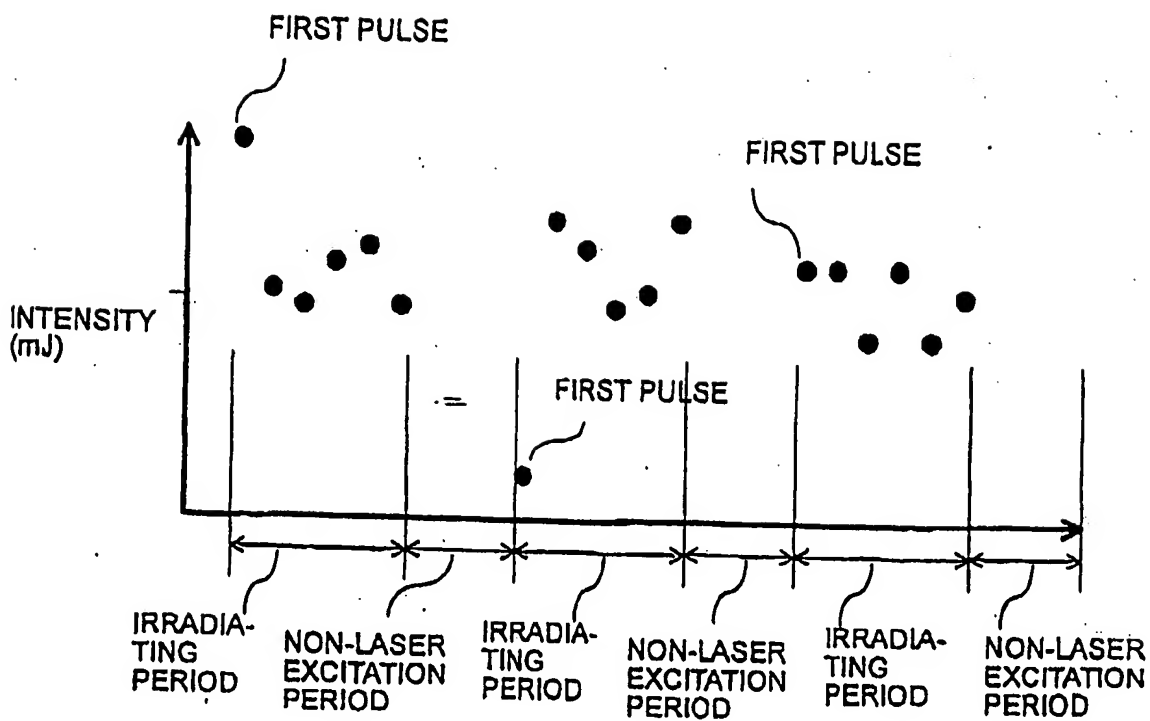 FIRST PULSE
FIRST PULSE
INTENSITY
(mJ)
FIRST PULSE
IRRADIA-
TING
PERIOD
NON-LASER
EXCITATION
PERIOD
IRRADIA-
TING
PERIOD
NON-LASER
EXCITATION
PERIOD
IRRADIA-
TING
PERIOD
NON-LASER
EXCITATION
PERIOD